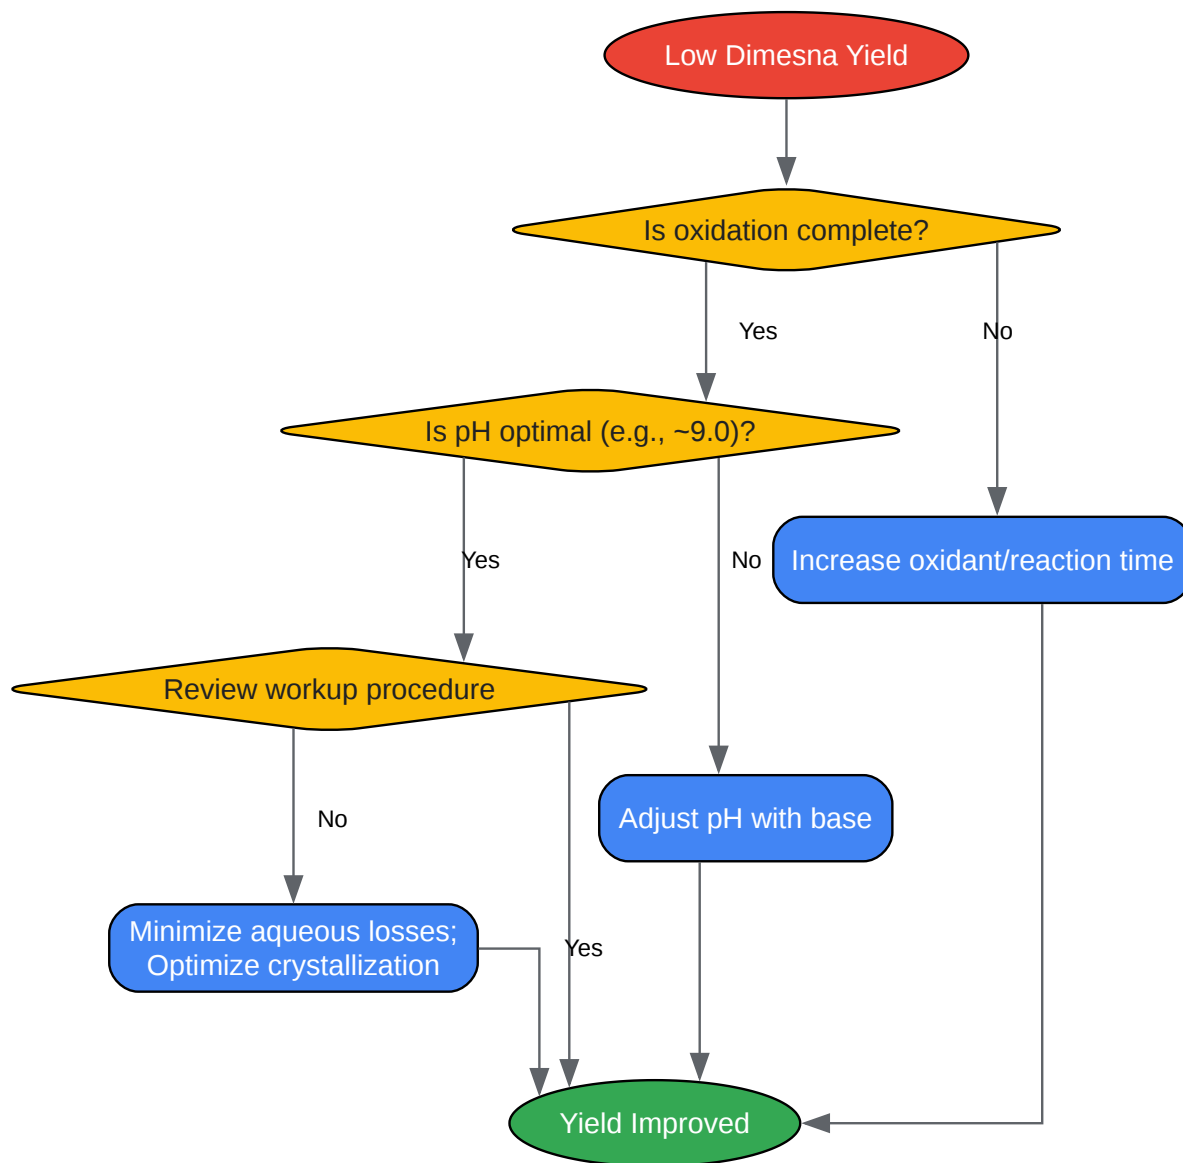 Low Dimesna Yield
Is oxidation complete?
Yes
No
Is pH optimal (e.g., ~9.0)?
Yes
No
Increase oxidant/reaction time
Review workup procedure
No
Adjust pH with base
Minimize aqueous losses;
Optimize crystallization
Yes
Yield Improved